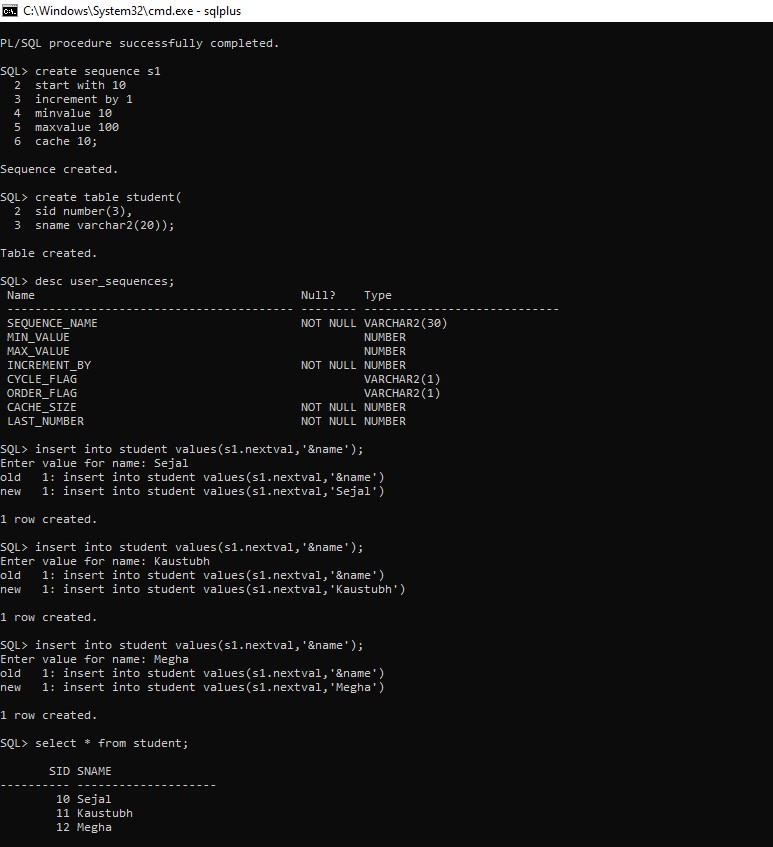 C:\Windows\System32\cmd.exe - sqlplus
PL/SQL procedure successfully completed.
SQL> create sequence s1
  2  start with 10
  3  increment by 1
  4  minvalue 10
  5  maxvalue 100
  6  cache 10;
Sequence created.
SQL> create table student(
  2  sid number(3),
  3  sname varchar2(20));
Table created.
SQL> desc user_sequences;
 Name                                      Null?    Type
 ----------------------------------------- -------- ----------------------------
 SEQUENCE_NAME                             NOT NULL VARCHAR2(30)
 MIN_VALUE                                          NUMBER
 MAX_VALUE                                          NUMBER
 INCREMENT_BY                              NOT NULL NUMBER
 CYCLE_FLAG                                         VARCHAR2(1)
 ORDER_FLAG                                         VARCHAR2(1)
 CACHE_SIZE                                NOT NULL NUMBER
 LAST_NUMBER                               NOT NULL NUMBER
SQL> insert into student values(s1.nextval,'&name');
Enter value for name: Sejal
old   1: insert into student values(s1.nextval,'&name')
new   1: insert into student values(s1.nextval,'Sejal')
1 row created.
SQL> insert into student values(s1.nextval,'&name');
Enter value for name: Kaustubh
old   1: insert into student values(s1.nextval,'&name')
new   1: insert into student values(s1.nextval,'Kaustubh')
1 row created.
SQL> insert into student values(s1.nextval,'&name');
Enter value for name: Megha
old   1: insert into student values(s1.nextval,'&name')
new   1: insert into student values(s1.nextval,'Megha')
1 row created.
SQL> select * from student;
       SID SNAME
---------- --------------------
        10 Sejal
        11 Kaustubh
        12 Megha